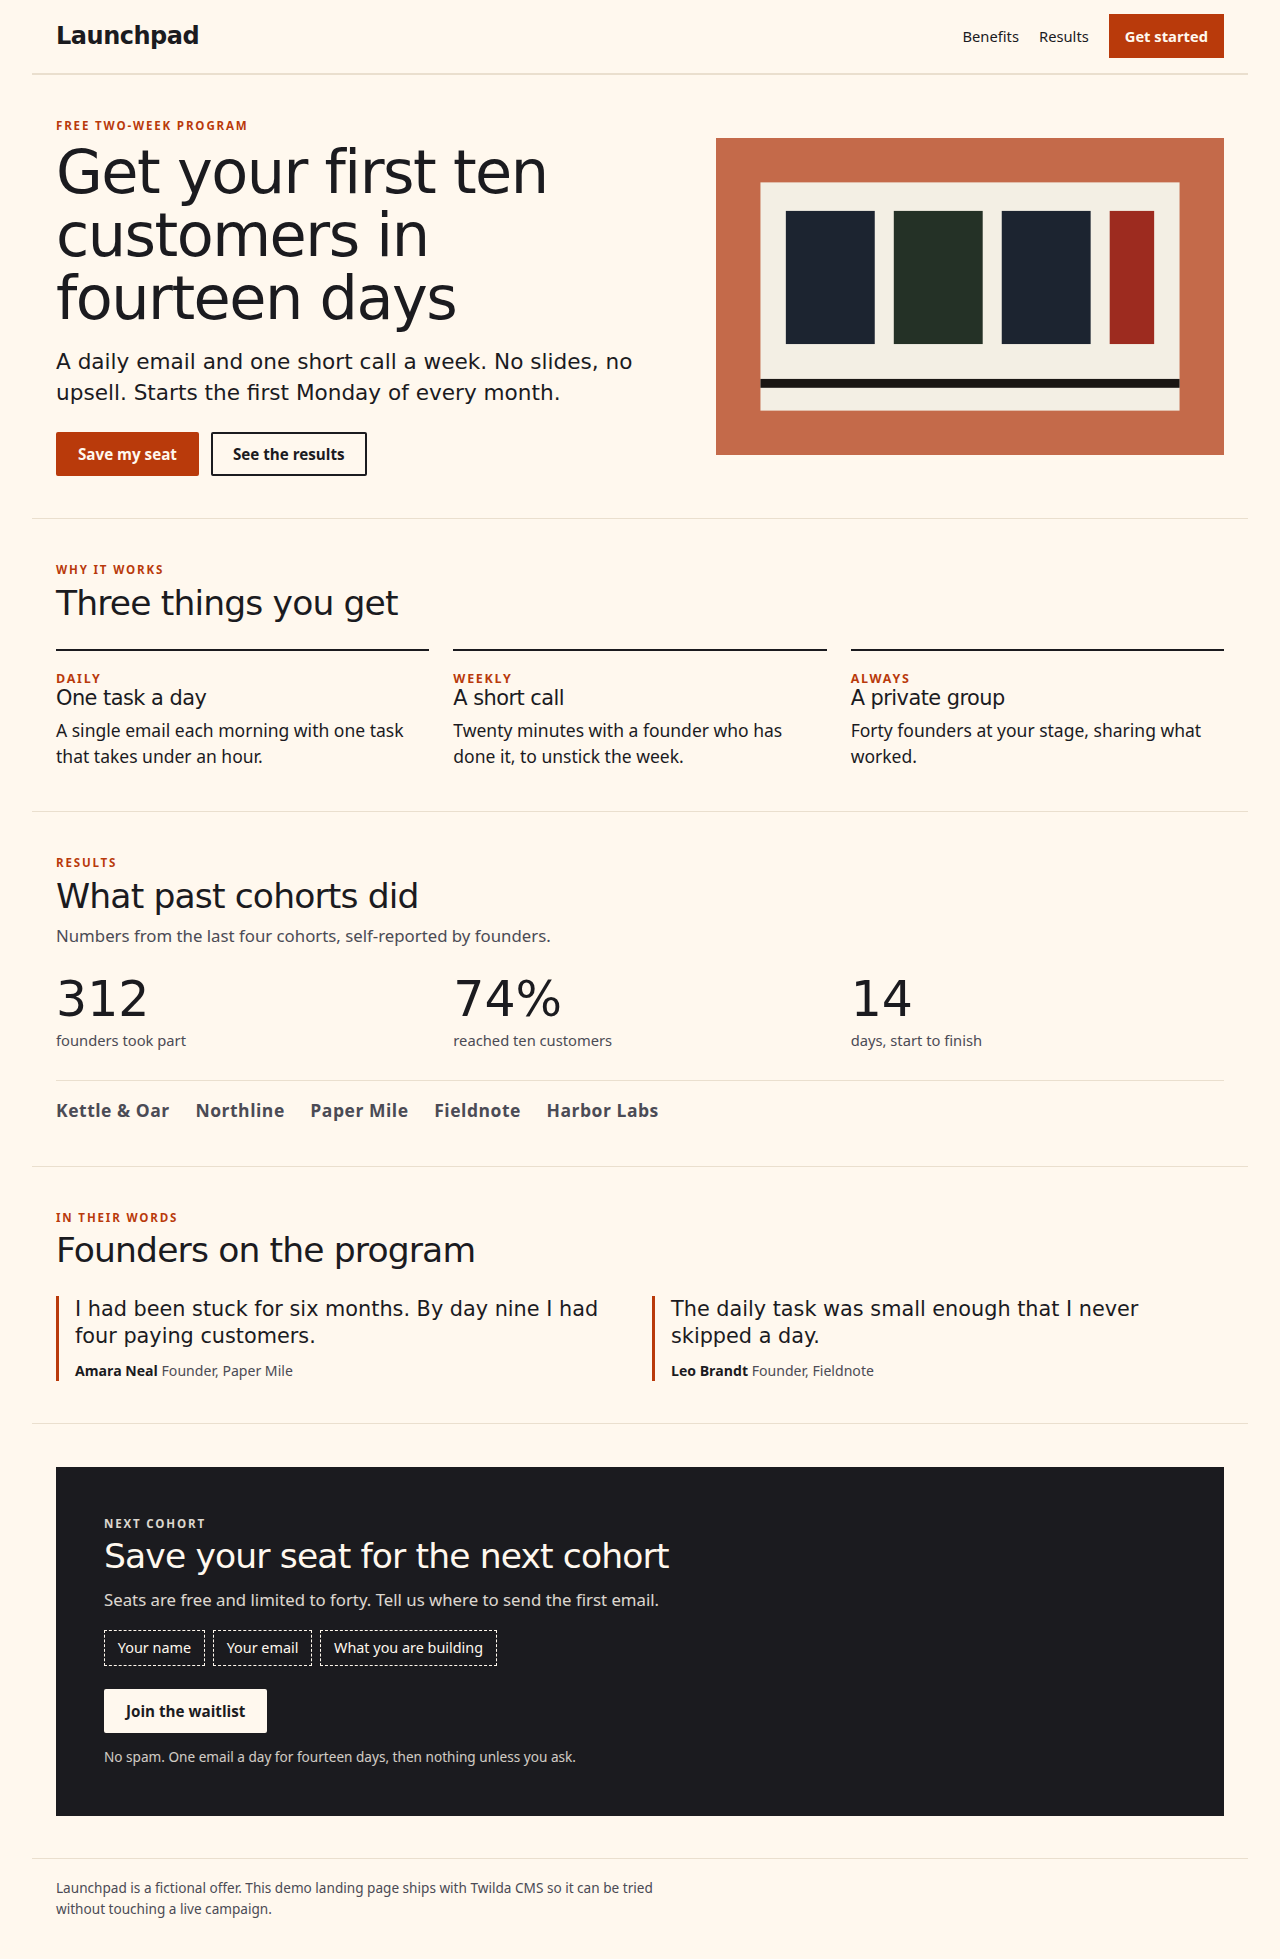 Launchpad
Benefits Results Get started
FREE TWO-WEEK PROGRAM
Get your first ten
customers in
fourteen days
A daily email and one short call a week. No slides, no
upsell. Starts the first Monday of every month.
Save my seat See the results
WHY IT WORKS
Three things you get
DAILY
One task a day
A single email each morning with one task
that takes under an hour.
WEEKLY
A short call
Twenty minutes with a founder who has
done it, to unstick the week.
ALWAYS
A private group
Forty founders at your stage, sharing what
worked.
RESULTS
What past cohorts did
Numbers from the last four cohorts, self-reported by founders.
312
founders took part
74%
reached ten customers
14
days, start to finish
Kettle & Oar Northline Paper Mile Fieldnote Harbor Labs
IN THEIR WORDS
Founders on the program
I had been stuck for six months. By day nine I had
four paying customers.
Amara Neal Founder, Paper Mile
The daily task was small enough that I never
skipped a day.
Leo Brandt Founder, Fieldnote
NEXT COHORT
Save your seat for the next cohort
Seats are free and limited to forty. Tell us where to send the first email.
Your name Your email What you are building
Join the waitlist
No spam. One email a day for fourteen days, then nothing unless you ask.
Launchpad is a fictional offer. This demo landing page ships with Twilda CMS so it can be tried
without touching a live campaign.